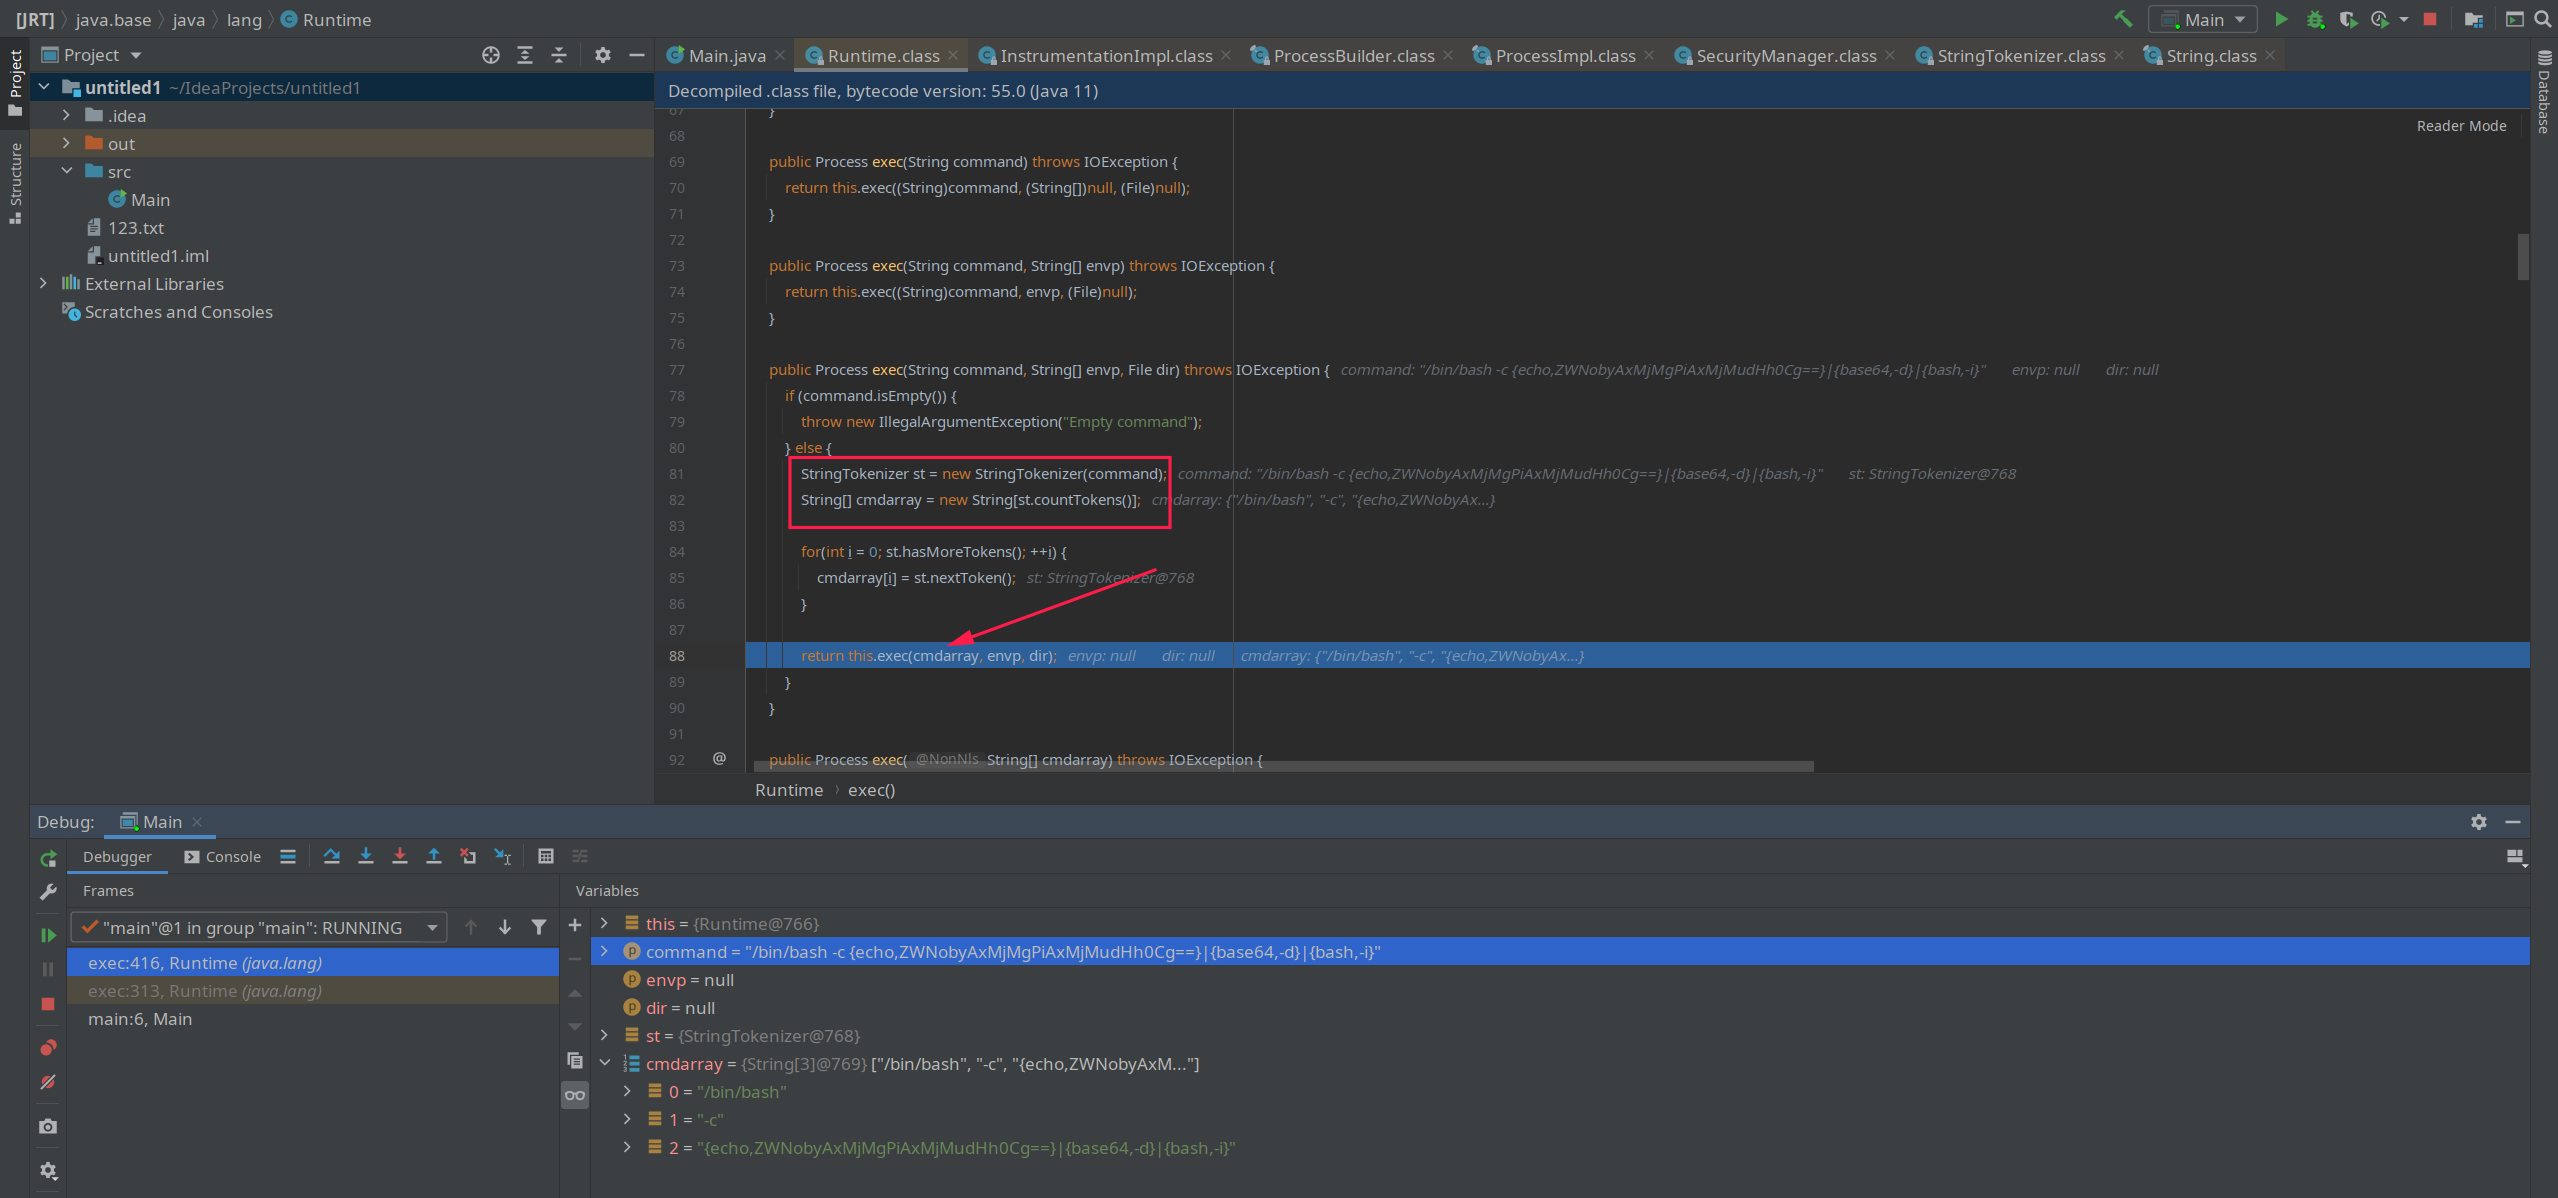 [JRT] java.base java lang Runtime
Main
Project
Main.java Runtime.class InstrumentationImpl.class ProcessBuilder.class ProcessImpl.class SecurityManager.class StringTokenizer.class String.class
Project
Structure
Database
untitled1 ~/IdeaProjects/untitled1
.idea
out
src
Main
123.txt
untitled1.iml
External Libraries
Scratches and Consoles
Decompiled .class file, bytecode version: 55.0 (Java 11)
Reader Mode
67 }
68
69 public Process exec(String command) throws IOException {
70 return this.exec((String)command, (String[])null, (File)null);
71 }
72
73 public Process exec(String command, String[] envp) throws IOException {
74 return this.exec((String)command, envp, (File)null);
75 }
76
77 public Process exec(String command, String[] envp, File dir) throws IOException { command: "/bin/bash -c {echo,ZWNobyAxMjMgPiAxMjMudHh0Cg==}|{base64,-d}|{bash,-i}" envp: null dir: null
78 if (command.isEmpty()) {
79 throw new IllegalArgumentException("Empty command");
80 } else {
81 StringTokenizer st = new StringTokenizer(command); command: "/bin/bash -c {echo,ZWNobyAxMjMgPiAxMjMudHh0Cg==}|{base64,-d}|{bash,-i}" st: StringTokenizer@768
82 String[] cmdarray = new String[st.countTokens()]; cmdarray: {"/bin/bash", "-c", "{echo,ZWNobyAx...}
83
84 for(int i = 0; st.hasMoreTokens(); ++i) {
85 cmdarray[i] = st.nextToken(); st: StringTokenizer@768
86 }
87
88 return this.exec(cmdarray, envp, dir); envp: null dir: null cmdarray: {"/bin/bash", "-c", "{echo,ZWNobyAx...}
89 }
90 }
91
92 @ public Process exec( @NonNls String[] cmdarray) throws IOException {
Runtime exec()
Debug: Main
Debugger Console
Frames
Variables
"main"@1 in group "main": RUNNING
exec:416, Runtime (java.lang)
exec:313, Runtime (java.lang)
main:6, Main
this = {Runtime@766}
command = "/bin/bash -c {echo,ZWNobyAxMjMgPiAxMjMudHh0Cg==}|{base64,-d}|{bash,-i}"
envp = null
dir = null
st = {StringTokenizer@768}
cmdarray = {String[3]@769} ["/bin/bash", "-c", "{echo,ZWNobyAxM..."]
0 = "/bin/bash"
1 = "-c"
2 = "{echo,ZWNobyAxMjMgPiAxMjMudHh0Cg==}|{base64,-d}|{bash,-i}"